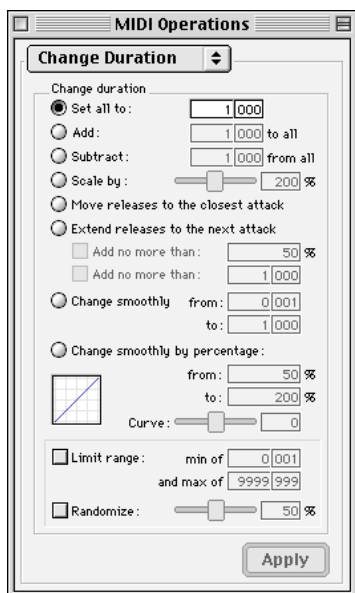 MIDI Operations
Change Duration
Change duration
Set all to: 1 000
Add: 1 000 to all
Subtract: 1 000 from all
Scale by: 200 %
Move releases to the closest attack
Extend releases to the next attack
Add no more than: 50 %
Add no more than: 1 000
Change smoothly from: 0 001
to: 1 000
Change smoothly by percentage:
from: 50 %
to: 200 %
Curve: 0
Limit range: min of 0 001
and max of 9999 999
Randomize: 50 %
Apply